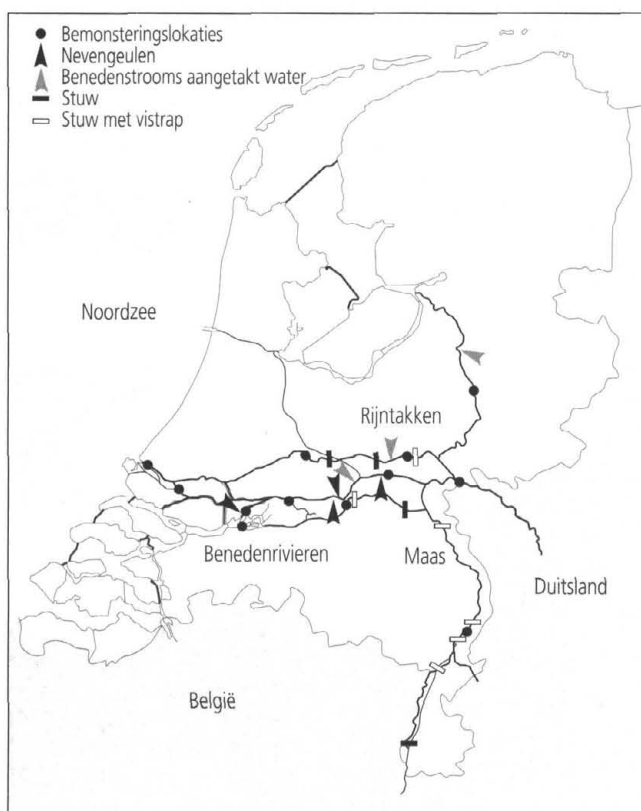 Bemonsteringslokaties
Nevengeulen
Benedenstrooms aangetakt water
Stuw
Stuw met vistrap
Noordzee
Rijntakken
Benedenrivieren
Maas
Duitsland
België